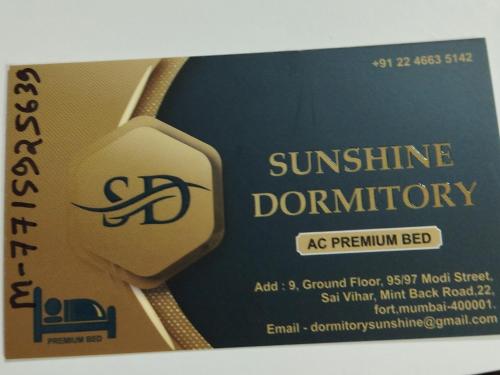 +91 22 4663 5142
M-7715925639
SD
SUNSHINE
DORMITORY
AC PREMIUM BED
Add : 9, Ground Floor, 95/97 Modi Street,
Sai Vihar, Mint Back Road.22,
fort.mumbai-400001.
Email - dormitorysunshine@gmail.com
PREMIUM BED